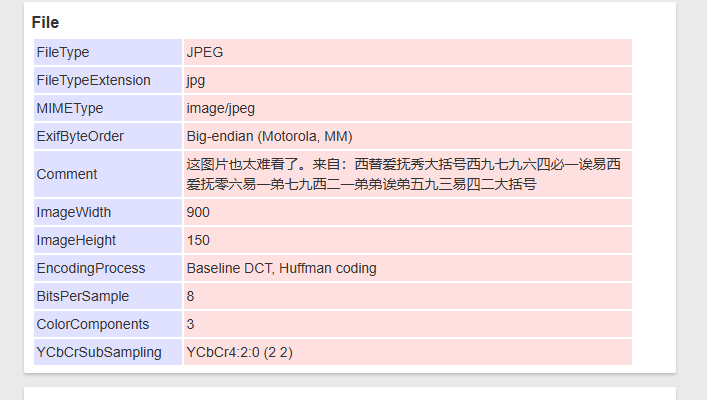 File
FileType JPEG
FileTypeExtension jpg
MIMEType image/jpeg
ExifByteOrder Big-endian (Motorola, MM)
Comment 这图片也太难看了。来自：西替爱抚秀大括号西九七九六四必一诶易西
爱抚零六易一弟七九西二一弟弟诶弟五九三易四二大括号
ImageWidth 900
ImageHeight 150
EncodingProcess Baseline DCT, Huffman coding
BitsPerSample 8
ColorComponents 3
YCbCrSubSampling YCbCr4:2:0 (2 2)